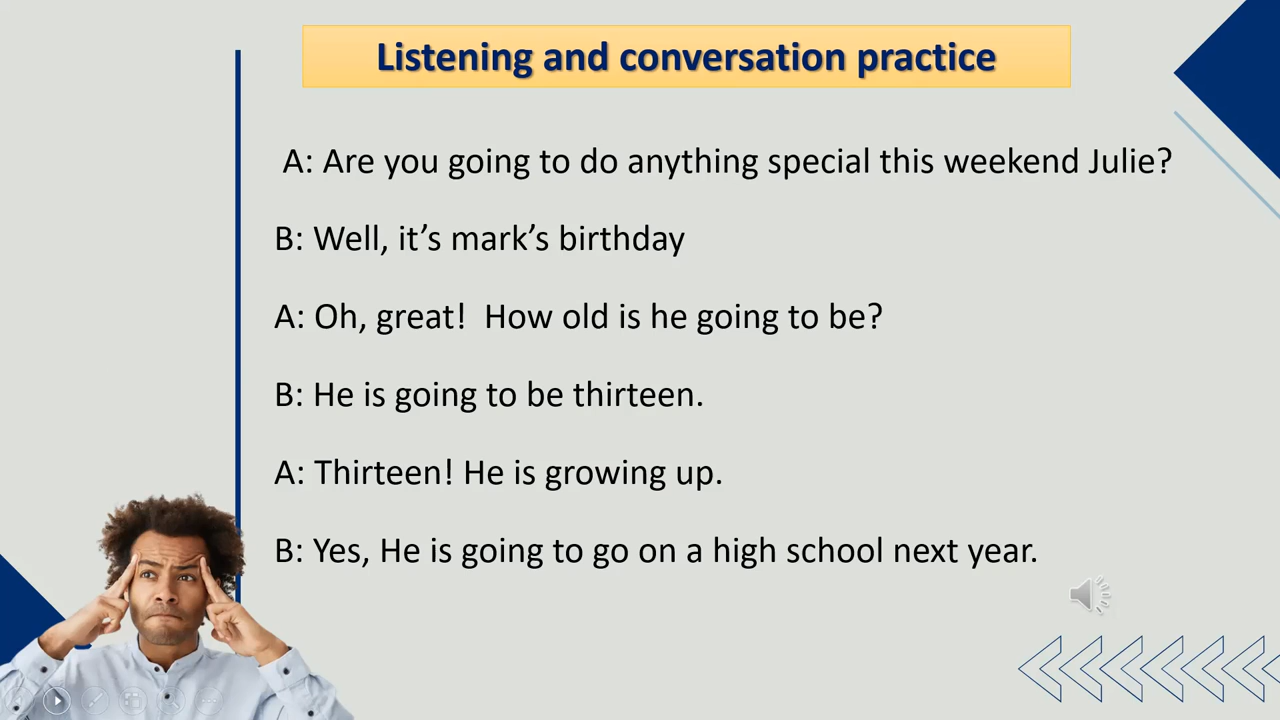 Listening and conversation practice
A: Are you going to do anything special this weekend Julie?
B: Well, it’s mark’s birthday
A: Oh, great!  How old is he going to be?
B: He is going to be thirteen.
A: Thirteen! He is growing up.
B: Yes, He is going to go on a high school next year.